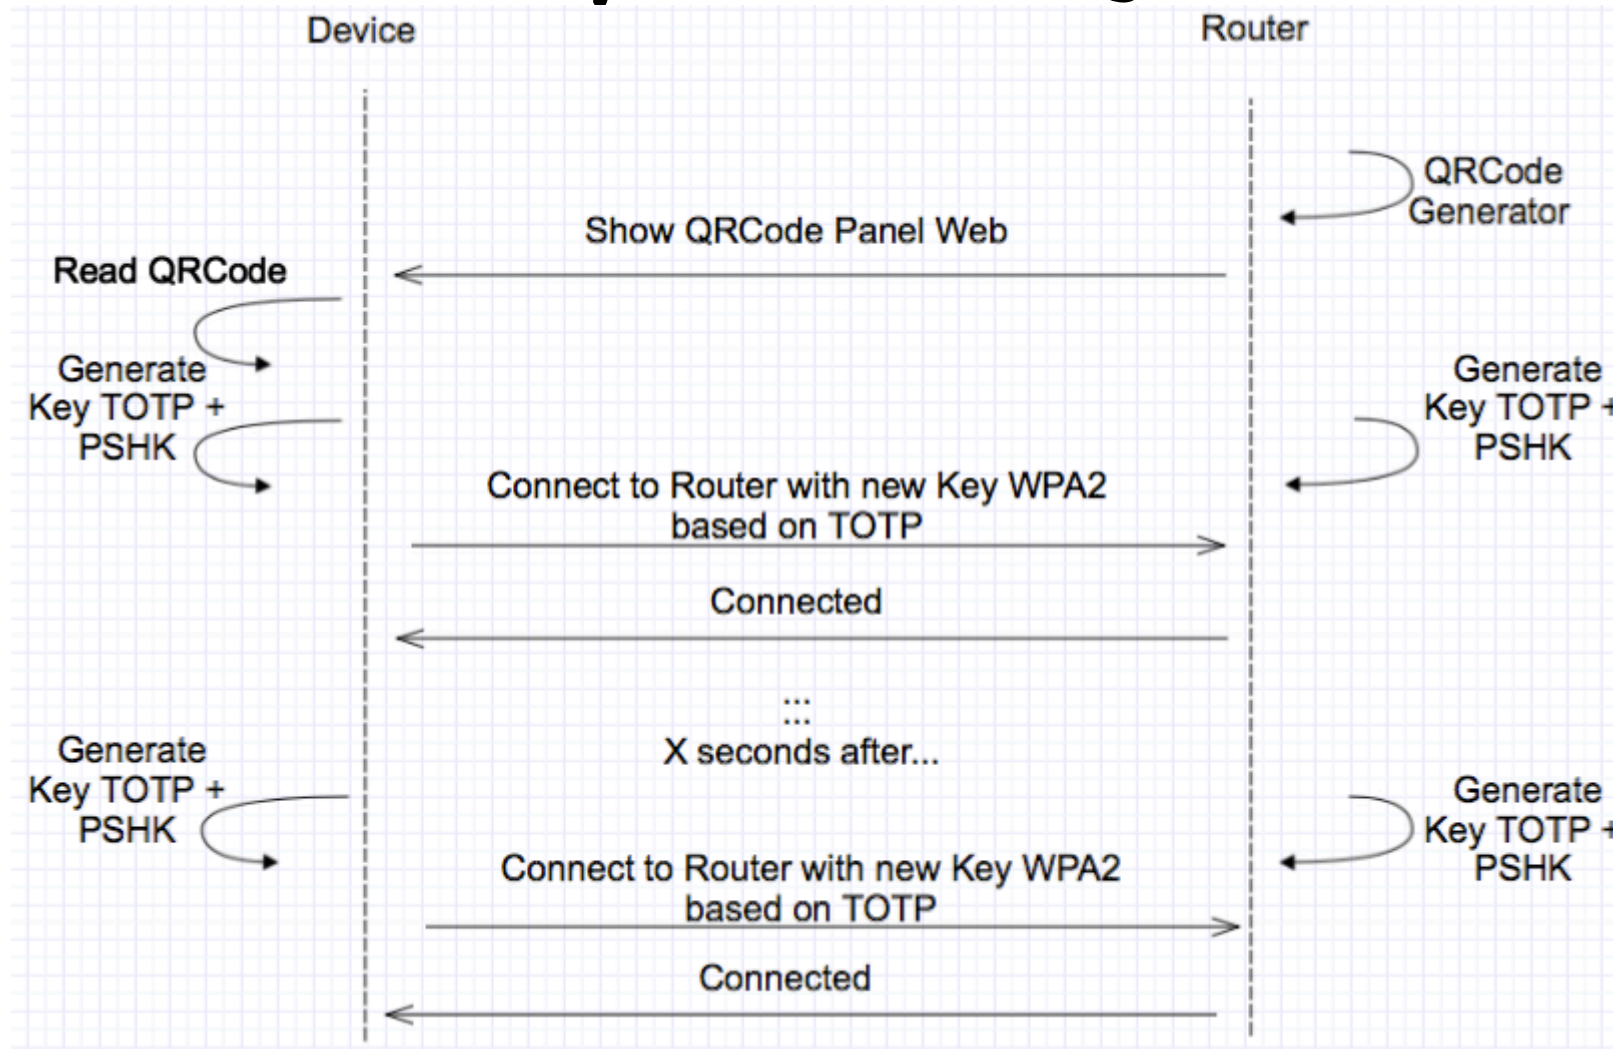 Device
Router
QRCode
Generator
Show QRCode Panel Web
Read QRCode
Generate
Key TOTP +
PSHK
Generate
Key TOTP +
PSHK
Connect to Router with new Key WPA2
based on TOTP
Connected
...
...
X seconds after...
Generate
Key TOTP +
PSHK
Generate
Key TOTP +
PSHK
Connect to Router with new Key WPA2
based on TOTP
Connected